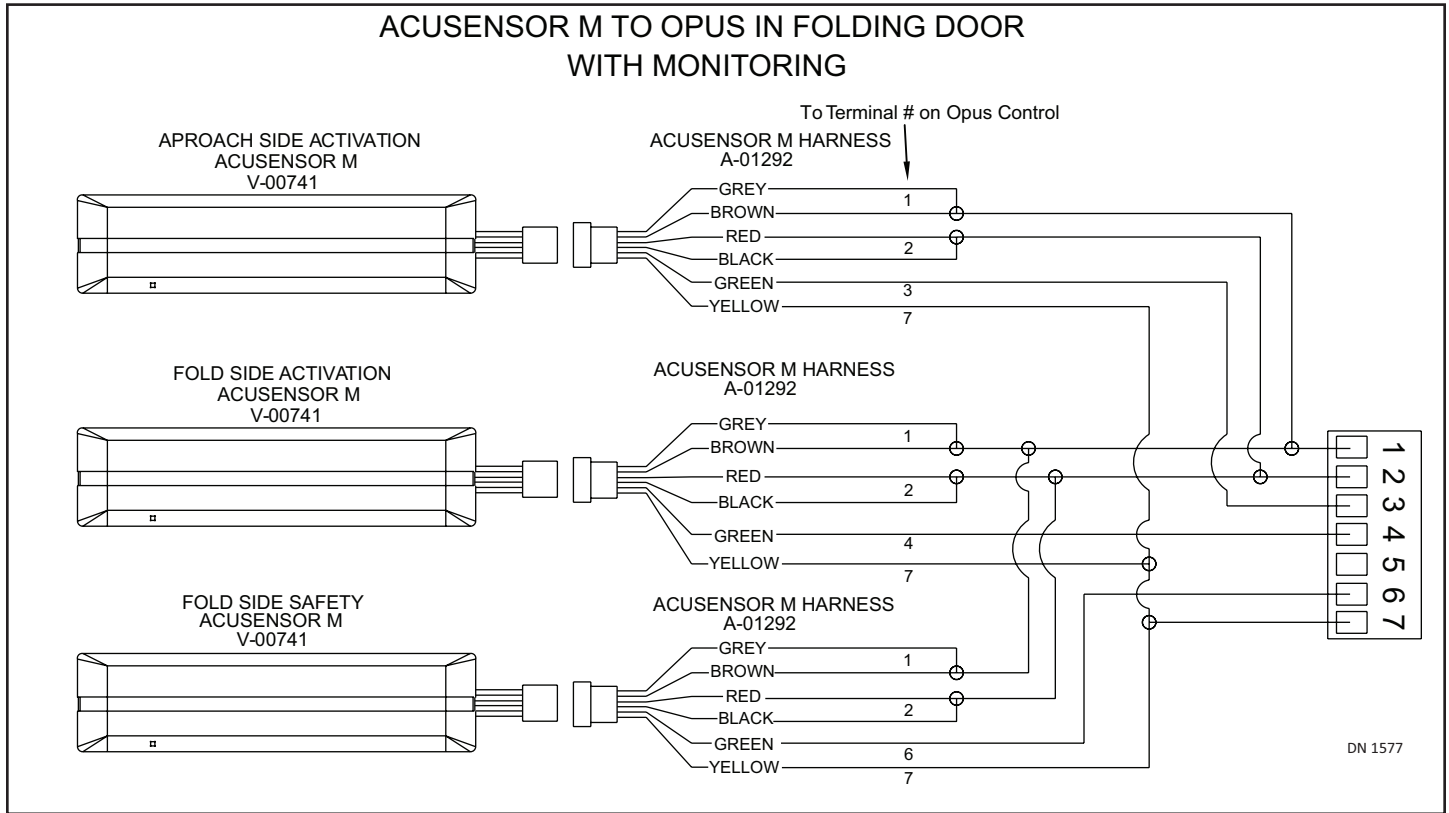 ACUSENSOR M TO OPUS IN FOLDING DOOR
WITH MONITORING
To Terminal # on Opus Control
APROACH SIDE ACTIVATION
ACUSENSOR M
V-00741
ACUSENSOR M HARNESS
A-01292
GREY
1
BROWN
RED
2
BLACK
GREEN
3
YELLOW
7
FOLD SIDE ACTIVATION
ACUSENSOR M
V-00741
ACUSENSOR M HARNESS
A-01292
GREY
1
BROWN
RED
2
BLACK
GREEN
4
YELLOW
7
FOLD SIDE SAFETY
ACUSENSOR M
V-00741
ACUSENSOR M HARNESS
A-01292
GREY
1
BROWN
RED
2
BLACK
GREEN
6
YELLOW
7
1
2
3
4
5
6
7
DN 1577